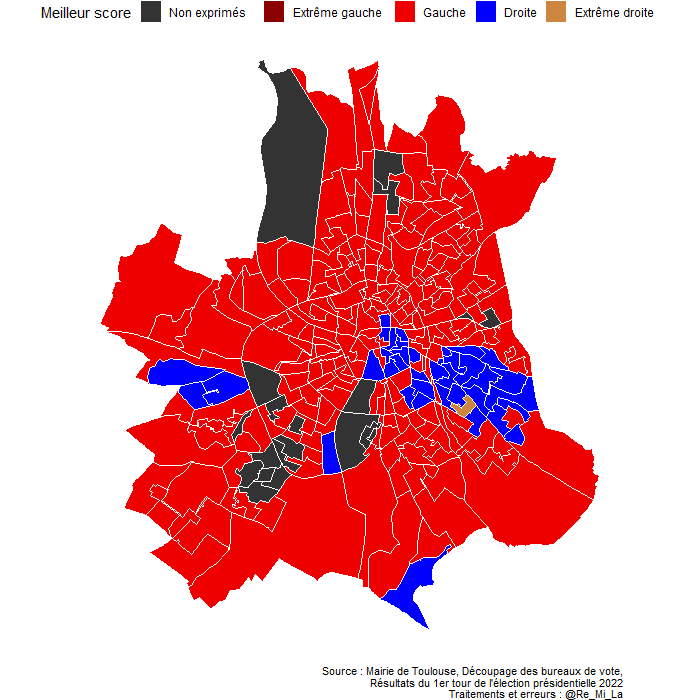 Meilleur score Non exprimés Extrême gauche Gauche Droite Extrême droite
Source : Mairie de Toulouse, Découpage des bureaux de vote,
Résultats du 1er tour de l'élection présidentielle 2022
Traitements et erreurs : @Re_Mi_La